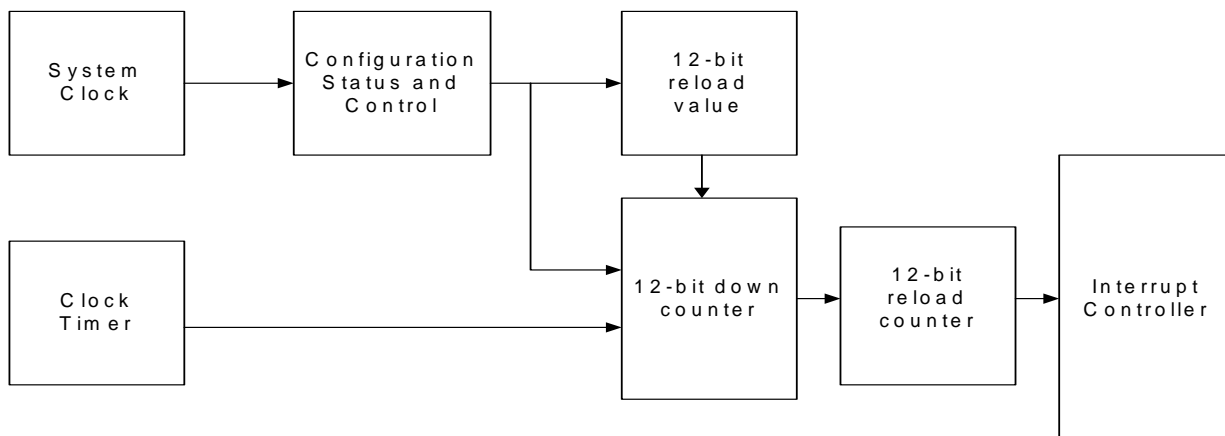 System
Clock
Configuration
Status and
Control
12-bit
reload
value
Clock
Timer
12-bit down
counter
12-bit
reload
counter
Interrupt
Controller